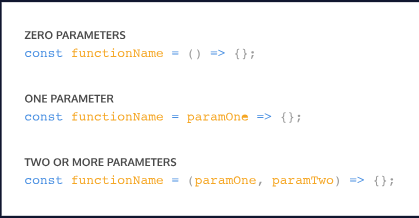 ZERO PARAMETERS
const functionName = () => {};
ONE PARAMETER
const functionName = paramOne => {};
TWO OR MORE PARAMETERS
const functionName = (paramOne, paramTwo) => {};